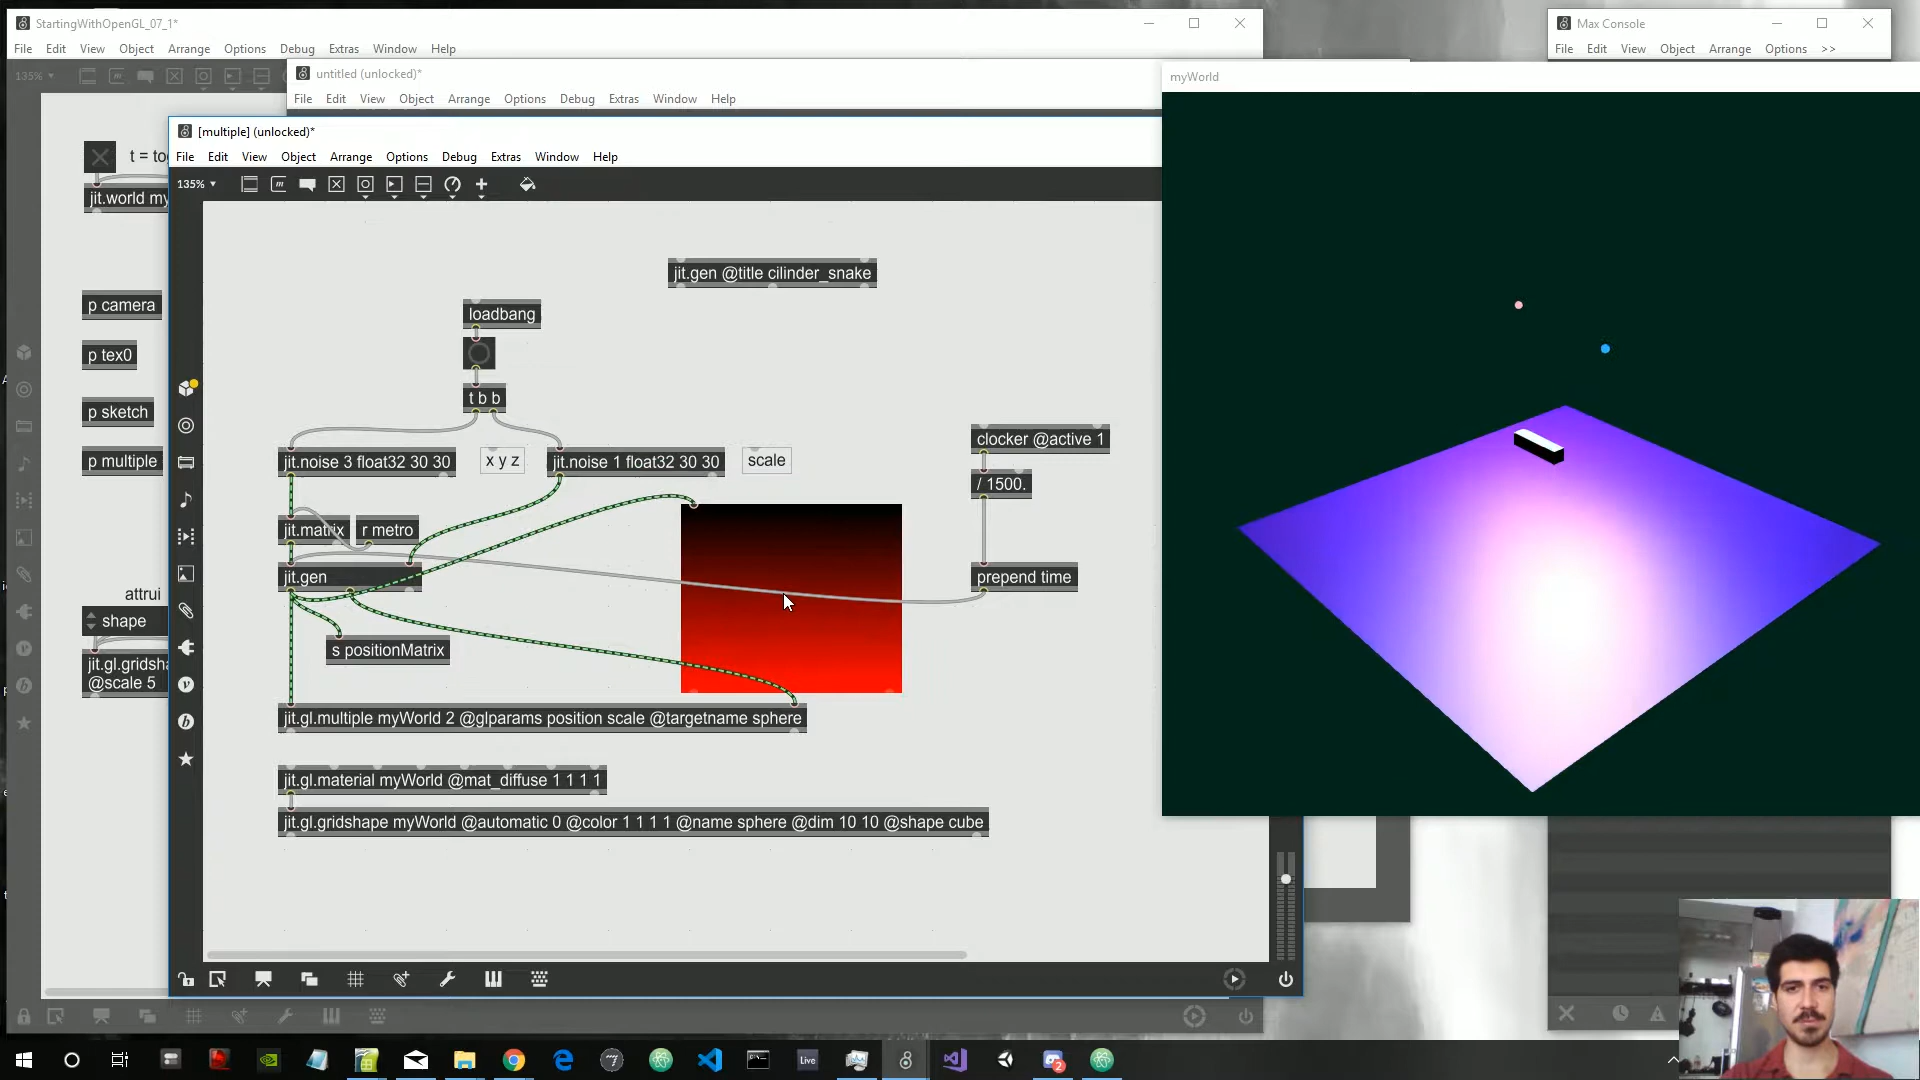 StartingWithOpenGL_07_1*
File Edit View Object Arrange Options Debug Extras Window Help
135%
untitled (unlocked)*
File Edit View Object Arrange Options Debug Extras Window Help
Max Console
File Edit View Object Arrange Options >>
myWorld
[multiple] (unlocked)*
File Edit View Object Arrange Options Debug Extras Window Help
135%
t = to
jit.world my
p camera
p tex0
p sketch
p multiple
attrui
shape
jit.gl.gridsha
@scale 5
jit.gen @title cilinder_snake
loadbang
t b b
jit.noise 3 float32 30 30
x y z
jit.noise 1 float32 30 30
scale
clocker @active 1
/ 1500.
jit.matrix
r metro
jit.gen
prepend time
s positionMatrix
jit.gl.multiple myWorld 2 @glparams position scale @targetname sphere
jit.gl.material myWorld @mat_diffuse 1 1 1 1
jit.gl.gridshape myWorld @automatic 0 @color 1 1 1 1 @name sphere @dim 10 10 @shape cube
Live
2